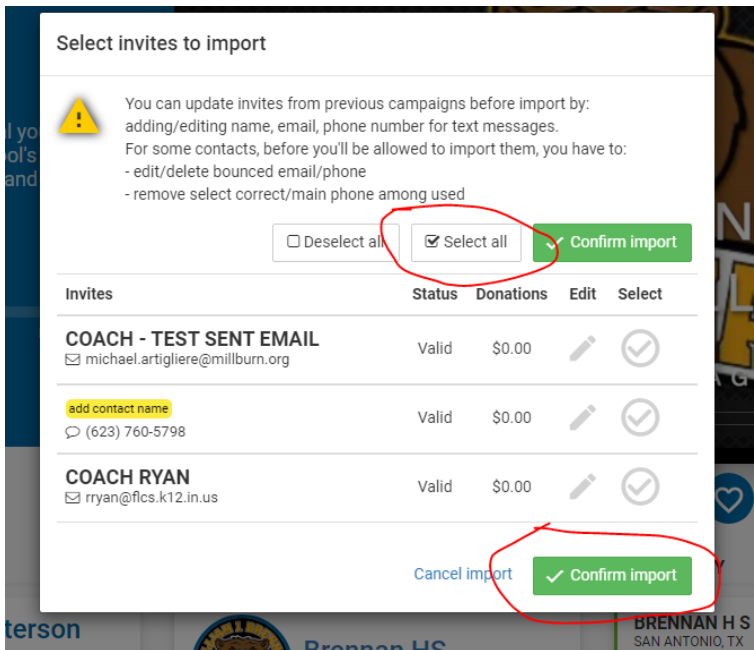 Select invites to import
You can update invites from previous campaigns before import by:
adding/editing name, email, phone number for text messages.
For some contacts, before you'll be allowed to import them, you have to:
- edit/delete bounced email/phone
- remove select correct/main phone among used
Deselect all Select all Confirm import
Invites Status Donations Edit Select
COACH - TEST SENT EMAIL
michael.artigliere@millburn.org
Valid $0.00
add contact name
(623) 760-5798
Valid $0.00
COACH RYAN
rryan@flcs.k12.in.us
Valid $0.00
Cancel import Confirm import
terson
Brennan HS
BRENNAN H S
SAN ANTONIO, TX